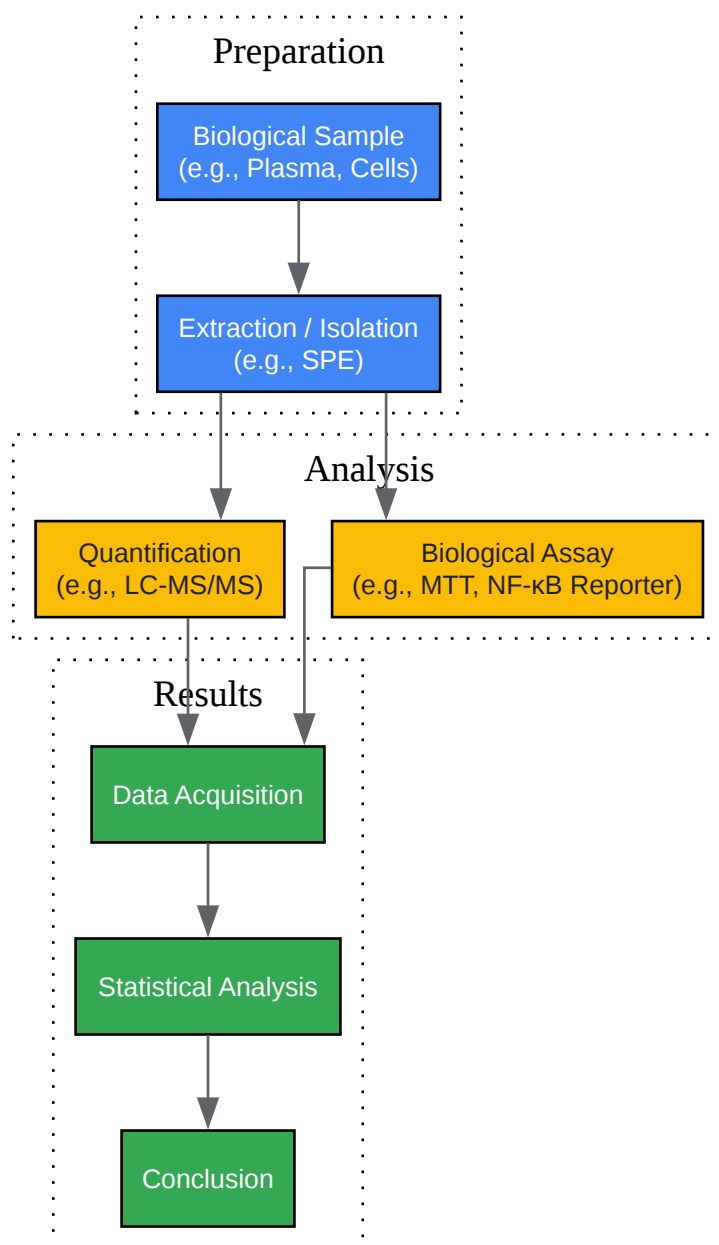 Preparation
Biological Sample
(e.g., Plasma, Cells)
Extraction / Isolation
(e.g., SPE)
Analysis
Quantification
(e.g., LC-MS/MS)
Biological Assay
(e.g., MTT, NF-κB Reporter)
Results
Data Acquisition
Statistical Analysis
Conclusion